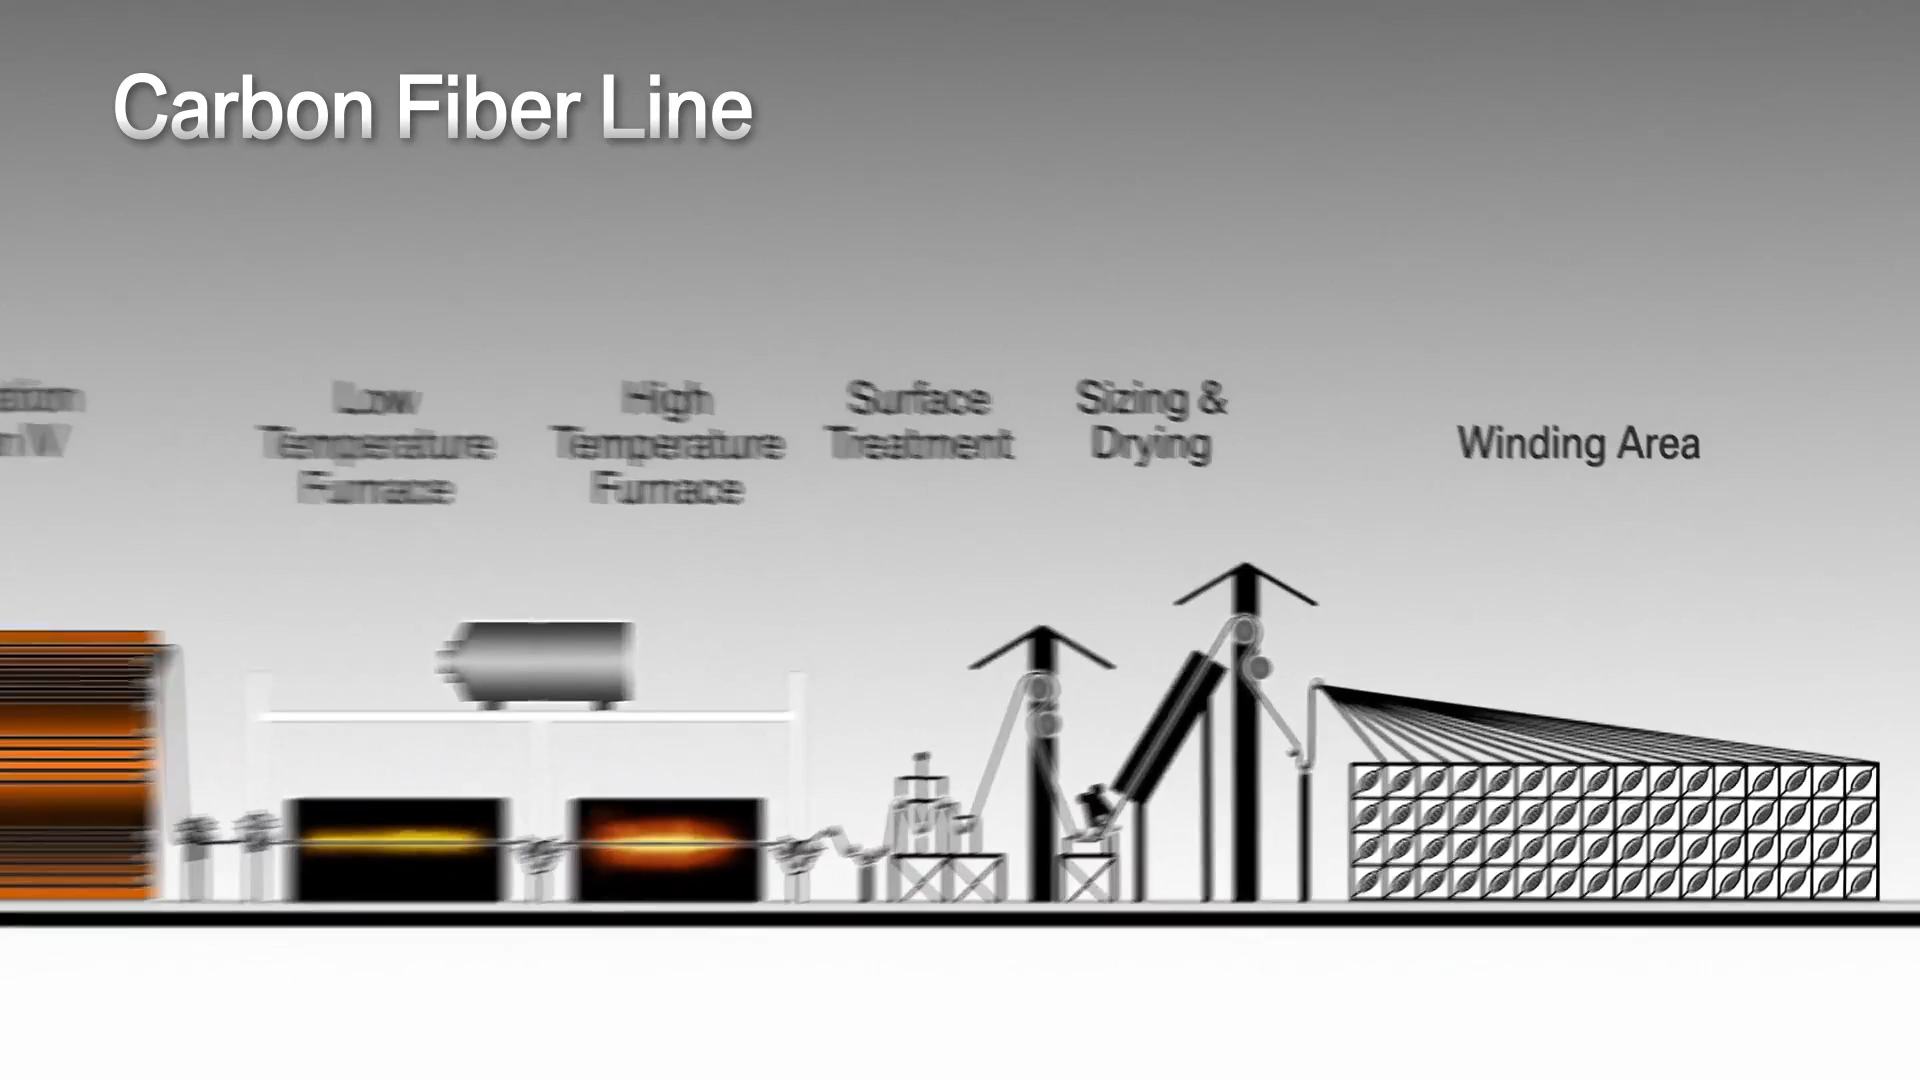 Carbon Fiber Line
Low
Temperature
Furnace
High
Temperature
Furnace
Surface
Treatment
Sizing &
Drying
Winding Area